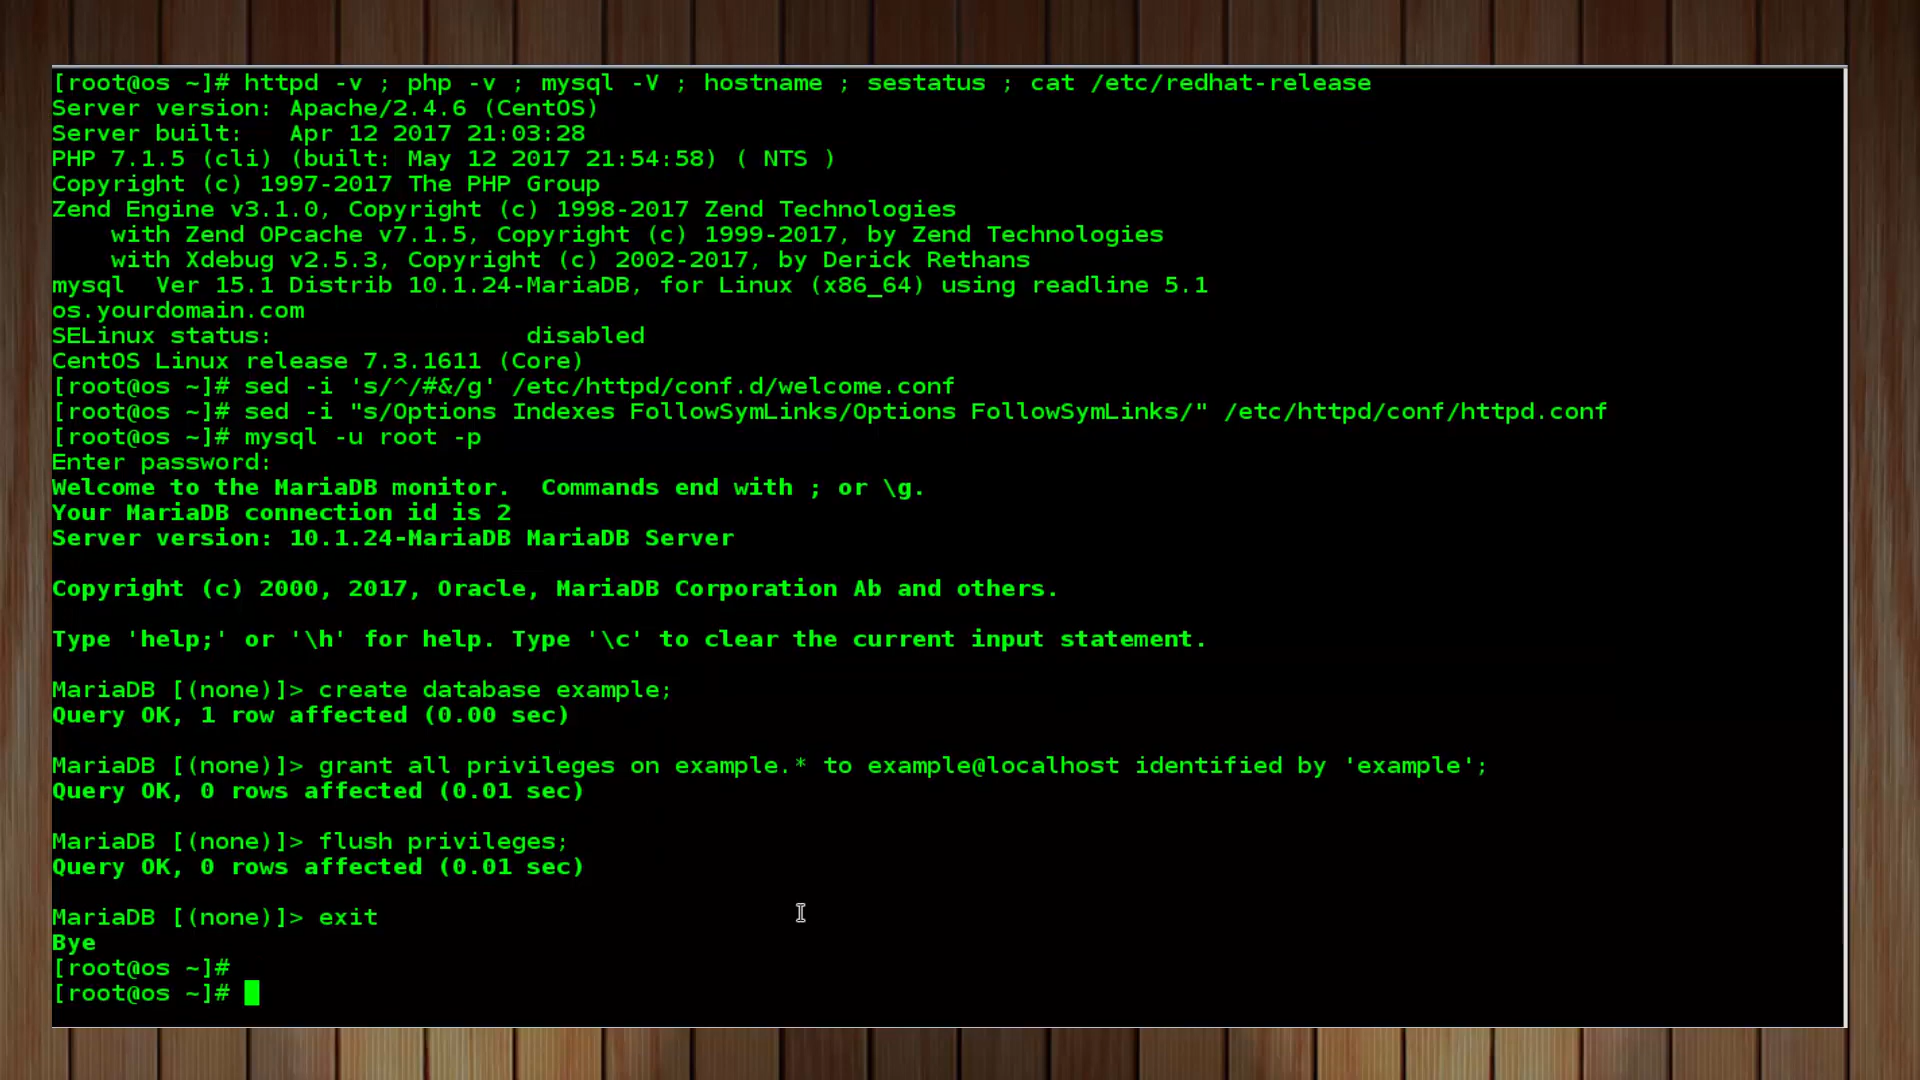 [root@os ~]# httpd -v ; php -v ; mysql -V ; hostname ; sestatus ; cat /etc/redhat-release
Server version: Apache/2.4.6 (CentOS)
Server built:   Apr 12 2017 21:03:28
PHP 7.1.5 (cli) (built: May 12 2017 21:54:58) ( NTS )
Copyright (c) 1997-2017 The PHP Group
Zend Engine v3.1.0, Copyright (c) 1998-2017 Zend Technologies
    with Zend OPcache v7.1.5, Copyright (c) 1999-2017, by Zend Technologies
    with Xdebug v2.5.3, Copyright (c) 2002-2017, by Derick Rethans
mysql  Ver 15.1 Distrib 10.1.24-MariaDB, for Linux (x86_64) using readline 5.1
os.yourdomain.com
SELinux status:                 disabled
CentOS Linux release 7.3.1611 (Core)
[root@os ~]# sed -i 's/^/#&/g' /etc/httpd/conf.d/welcome.conf
[root@os ~]# sed -i "s/Options Indexes FollowSymLinks/Options FollowSymLinks/" /etc/httpd/conf/httpd.conf
[root@os ~]# mysql -u root -p
Enter password:
Welcome to the MariaDB monitor.  Commands end with ; or \g.
Your MariaDB connection id is 2
Server version: 10.1.24-MariaDB MariaDB Server

Copyright (c) 2000, 2017, Oracle, MariaDB Corporation Ab and others.

Type 'help;' or '\h' for help. Type '\c' to clear the current input statement.

MariaDB [(none)]> create database example;
Query OK, 1 row affected (0.00 sec)

MariaDB [(none)]> grant all privileges on example.* to example@localhost identified by 'example';
Query OK, 0 rows affected (0.01 sec)

MariaDB [(none)]> flush privileges;
Query OK, 0 rows affected (0.01 sec)

MariaDB [(none)]> exit
Bye
[root@os ~]#
[root@os ~]#